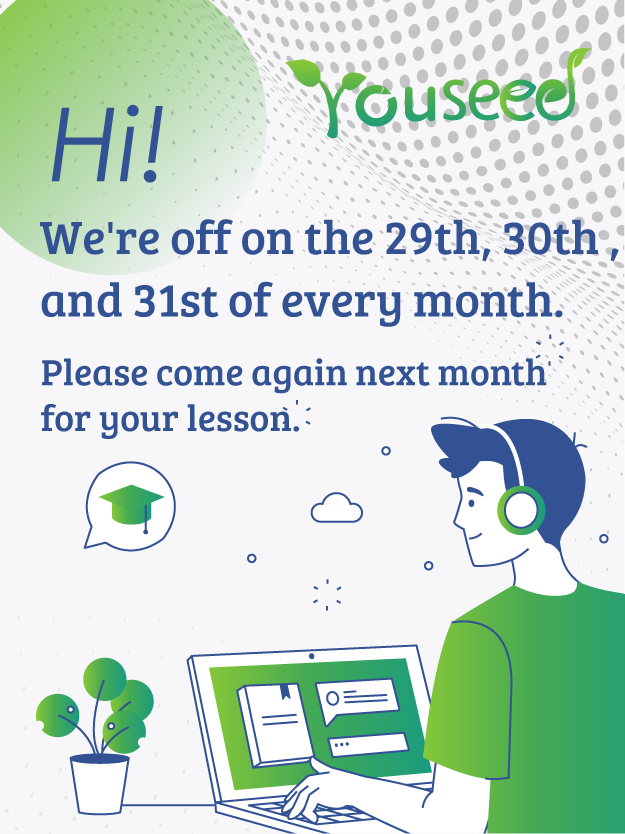 Youseed
Hi!
We're off on the 29th, 30th ,
and 31st of every month.
Please come again next month
for your lesson.